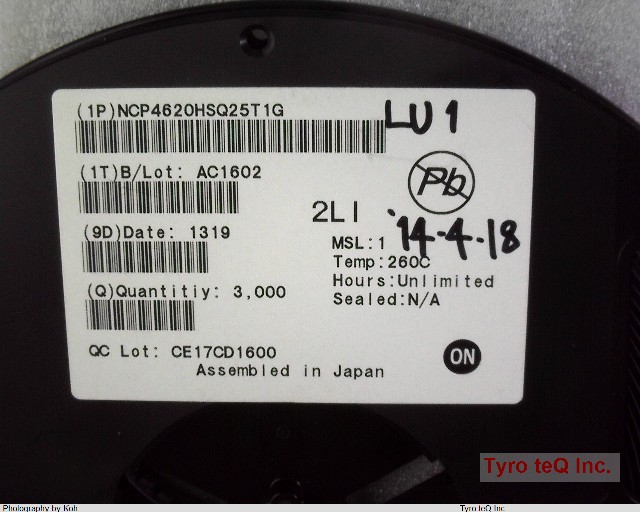 (1P)NCP4620HSQ25T1G
LU1
(1T)B/Lot: AC1602
Pb
2LI
(9D)Date: 1319
MSL:1
'14-4-18
Temp:260C
Hours:Unlimited
(Q)Quantitiy: 3,000
Sealed:N/A
QC Lot: CE17CD1600
ON
Assembled in Japan
Tyro teQ Inc.
Photography by Koh
Tyro teQ Inc